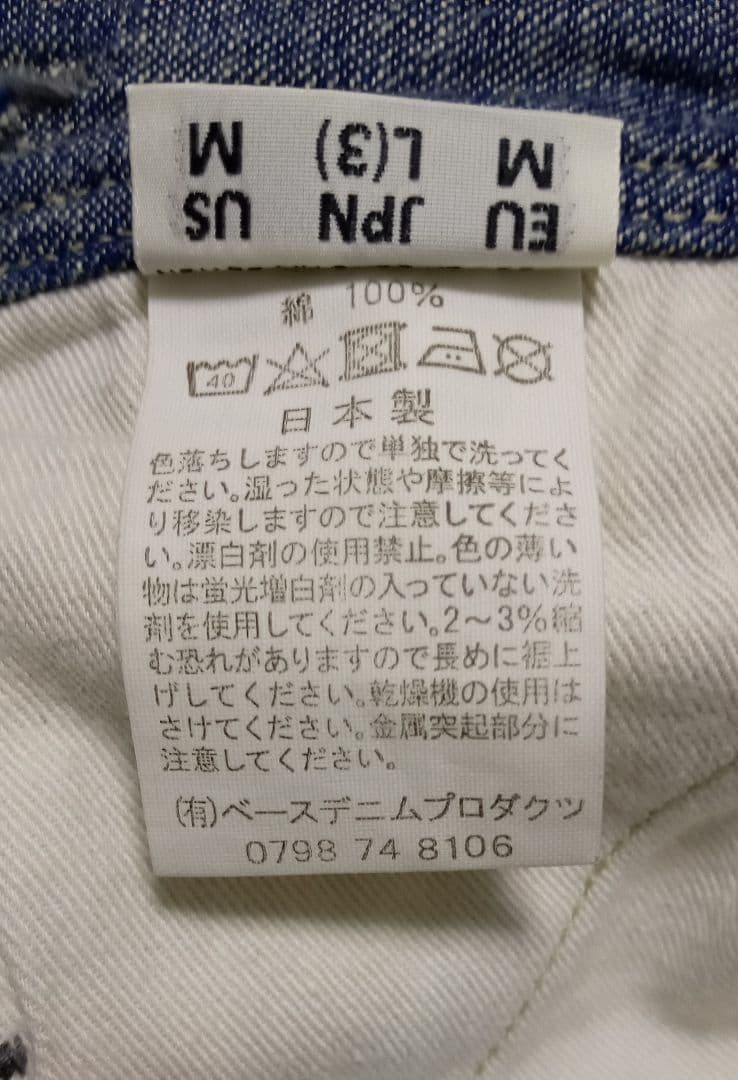 EU JPN US
M L(3) M
綿 100%
40
日本製
色落ちしますので単独で洗ってく
ださい。湿った状態や摩擦等によ
り移染しますので注意してくださ
い。漂白剤の使用禁止。色の薄い
物は蛍光増白剤の入っていない洗
剤を使用してください。2〜3%縮
む恐れがありますので長めに裾上
げしてください。乾燥機の使用は
さけてください。金属突起部分に
注意してください。
(有)ベースデニムプロダクツ
0798 74 8106